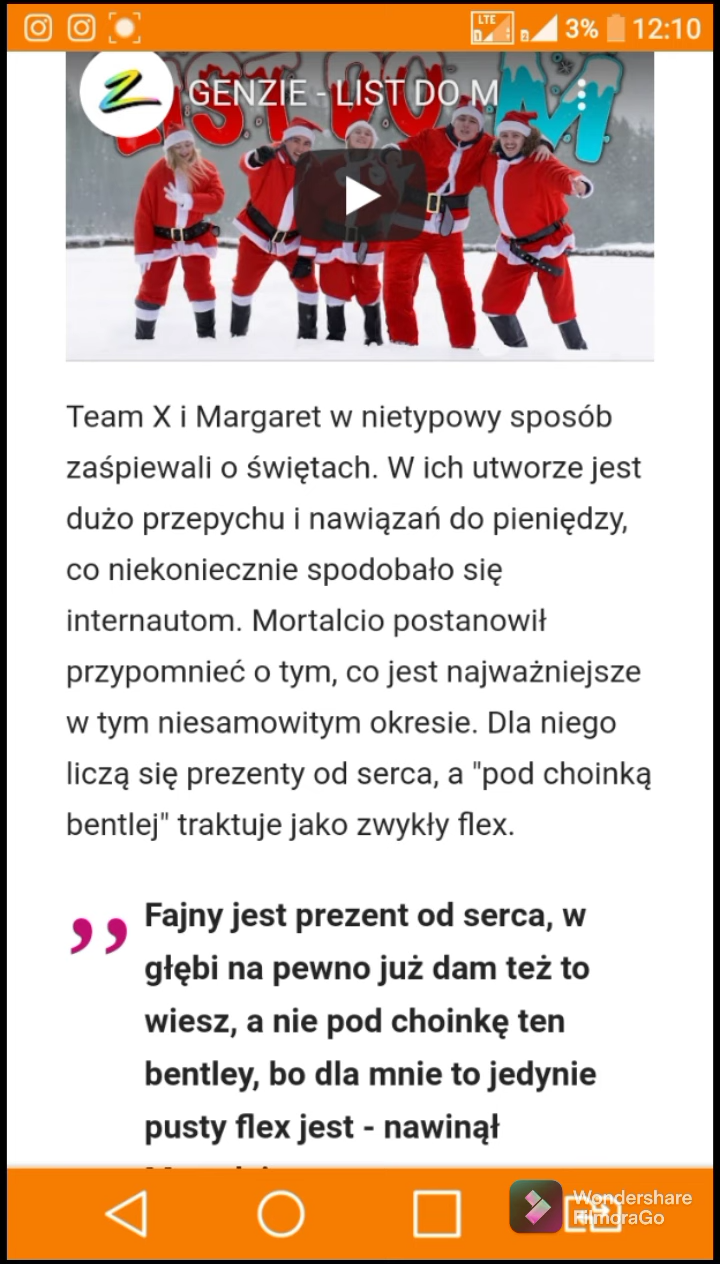 LTE 1 2 3% 12:10
LIST DO M
GENZIE - LIST DO M
Team X i Margaret w nietypowy sposób
zaśpiewali o świętach. W ich utworze jest
dużo przepychu i nawiązań do pieniędzy,
co niekoniecznie spodobało się
internautom. Mortalcio postanowił
przypomnieć o tym, co jest najważniejsze
w tym niesamowitym okresie. Dla niego
liczą się prezenty od serca, a "pod choinką
bentlej" traktuje jako zwykły flex.
,, Fajny jest prezent od serca, w
głębi na pewno już dam też to
wiesz, a nie pod choinkę ten
bentley, bo dla mnie to jedynie
pusty flex jest - nawinął
Wondershare
FilmoraGo